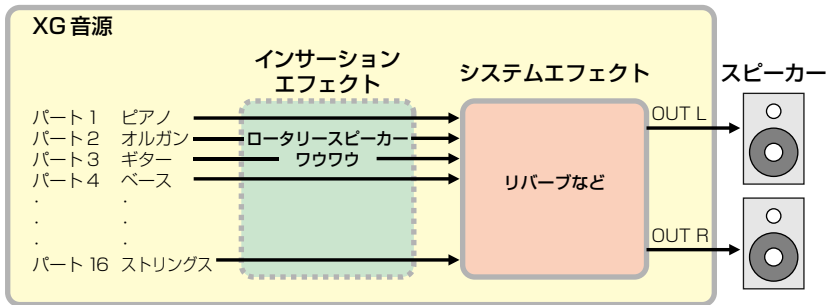 XG音源
インサーション
エフェクト
システムエフェクト
スピーカー
パート1 ピアノ
パート2 オルガン ロータリースピーカー
パート3 ギター ワウワウ
パート4 ベース
パート16 ストリングス
リバーブなど
OUT L
OUT R